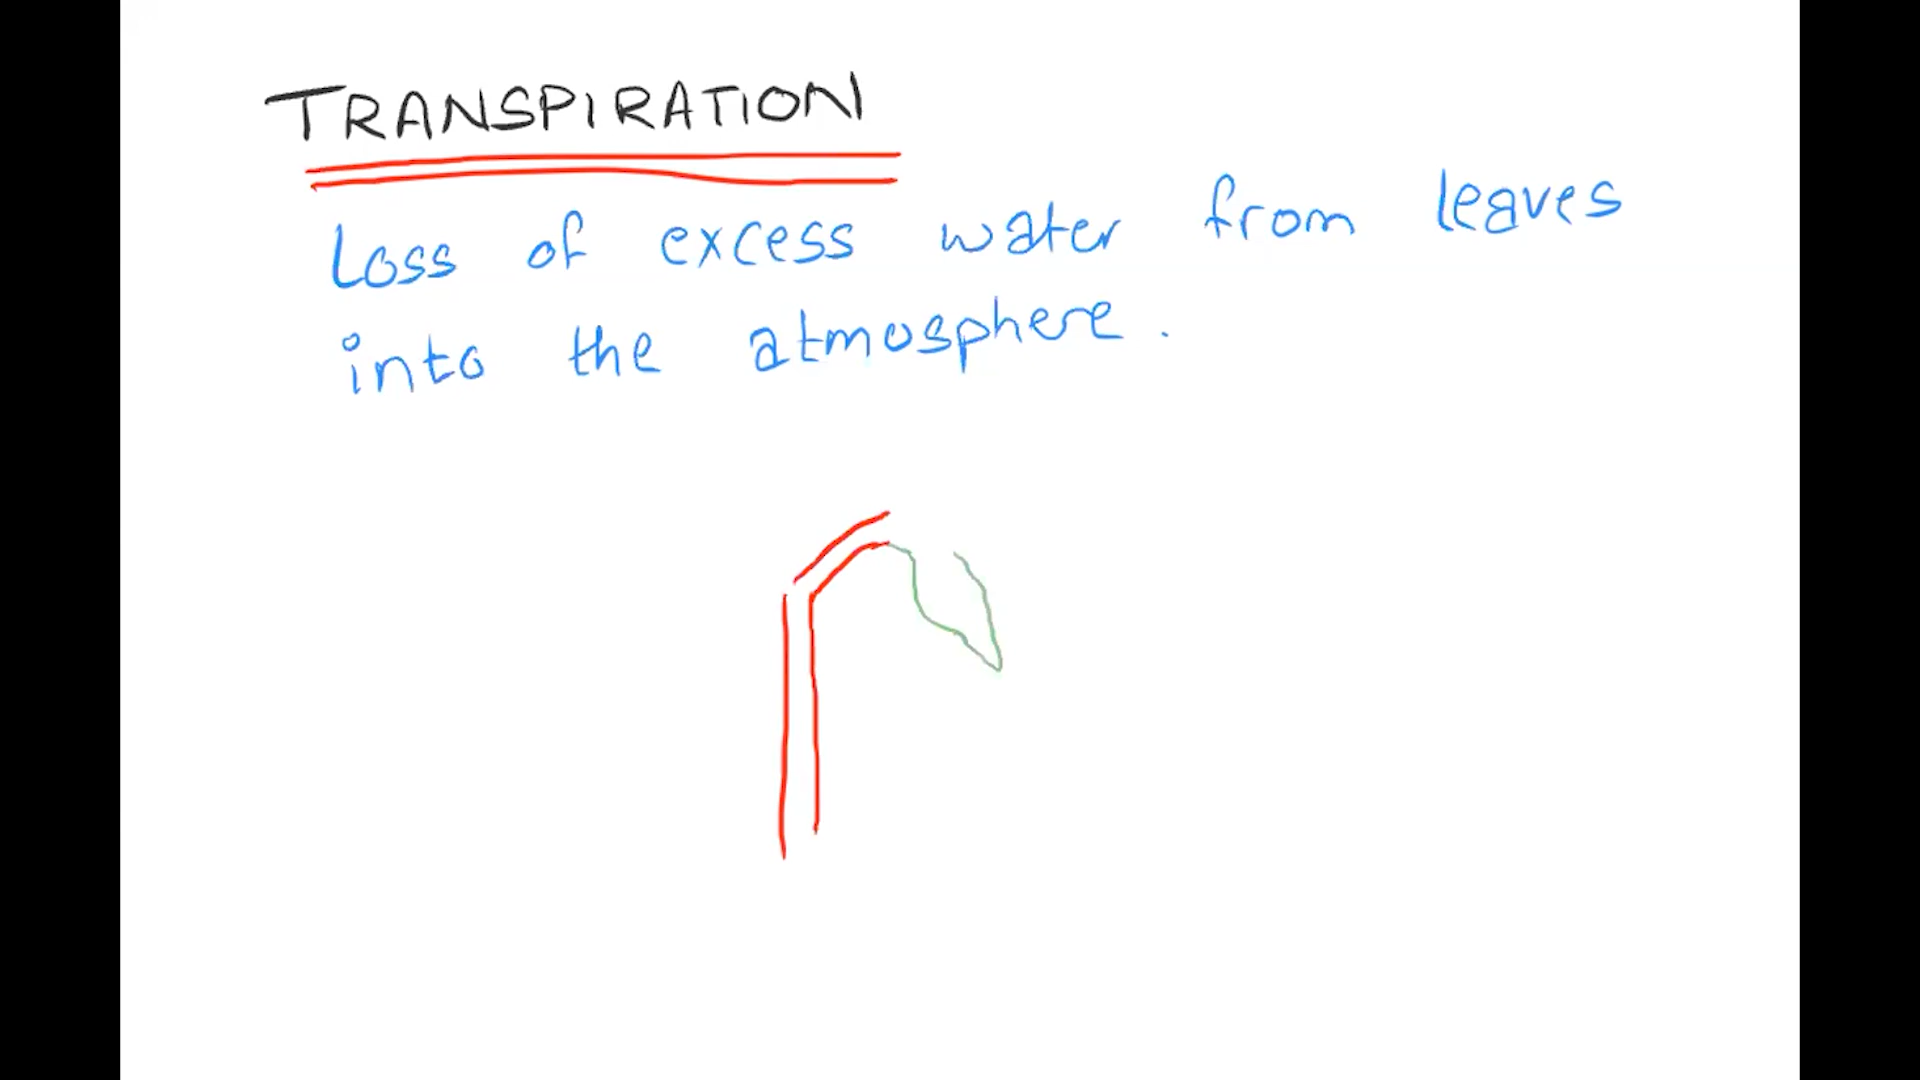 TRANSPIRATION
Loss of excess water from leaves
into the atmosphere.